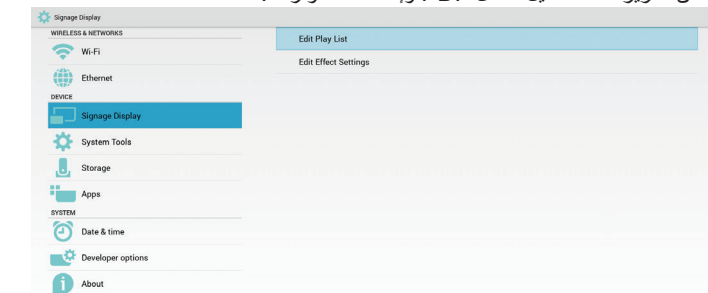 Signage Display
WIRELESS & NETWORKS
Wi-Fi
Ethernet
DEVICE
Signage Display
System Tools
Storage
Apps
SYSTEM
Date & time
Developer options
About
Edit Play List
Edit Effect Settings